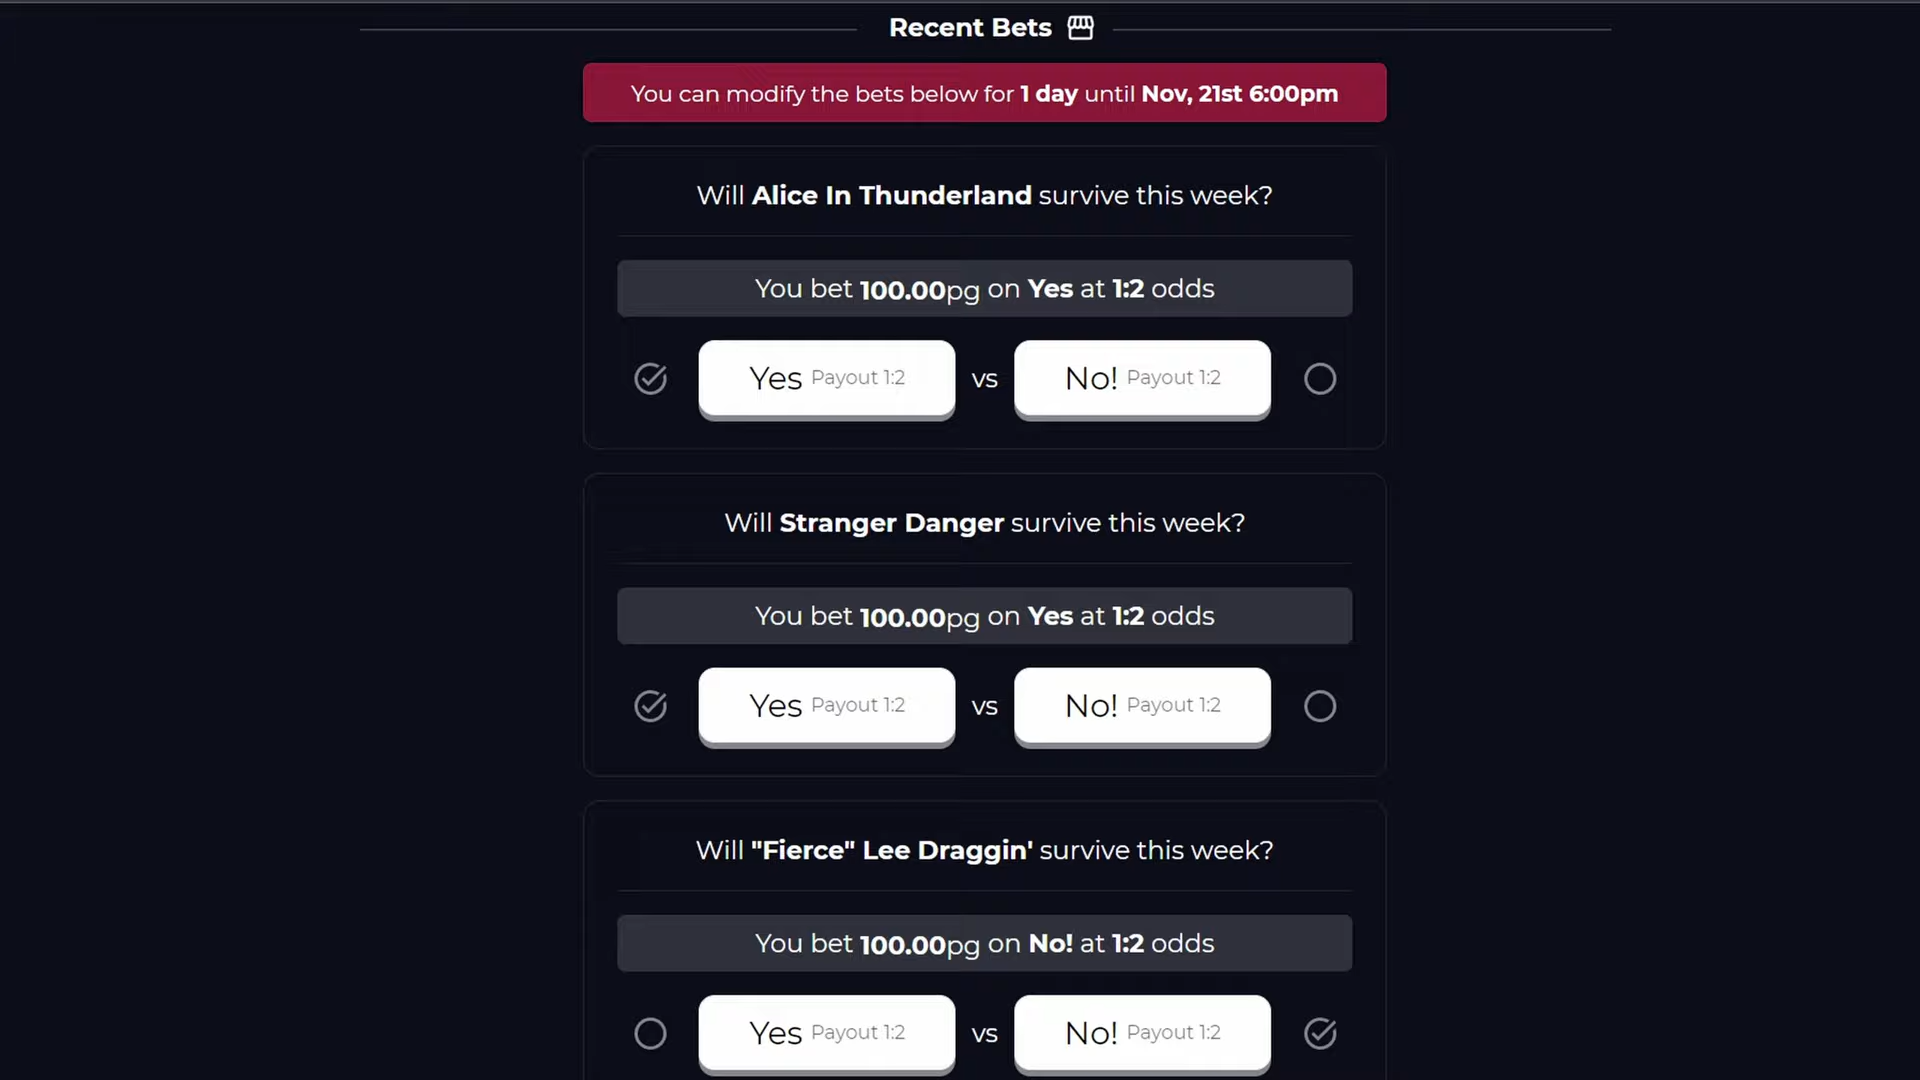 Recent Bets
You can modify the bets below for 1 day until Nov, 21st 6:00pm
Will Alice In Thunderland survive this week?
You bet 100.00pg on Yes at 1:2 odds
Yes Payout 1:2 vs No! Payout 1:2
Will Stranger Danger survive this week?
You bet 100.00pg on Yes at 1:2 odds
Yes Payout 1:2 vs No! Payout 1:2
Will "Fierce" Lee Draggin' survive this week?
You bet 100.00pg on No! at 1:2 odds
Yes Payout 1:2 vs No! Payout 1:2